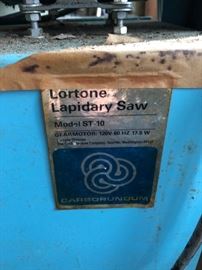 Lortone
Lapidary Saw
Model ST-10
GEARMOTOR: 120V 60 HZ 17.5 W
CARBORUNDUM